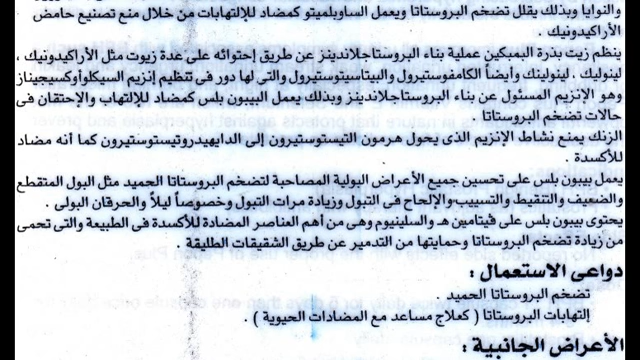 والنوايا وبذلك يقلل تضخم البروستاتا ويعمل الساوبلميتو كمضاد للإلتهابات من خلال منع تصنيع حامض
الأراكيدونيك .
ينظم زيت بذرة البمبكين عملية بناء البروستاجلاندينز عن طريق إحتوائه على عدة زيوت مثل الأراكيدونيك ،
لينوليك ، لينولينك وأيضاً الكامفوستيرول والبيتاسيتوستيرول والتى لها دور فى تنظيم إنزيم السيكلوأوكسيجيناز
وهو الإنزيم المسئول عن بناء البروستاجلاندينز وبذلك يعمل البيبون بلس كمضاد للإلتهاب والإحتقان فى
حالات تضخم البروستاتا .
الزنك يمنع نشاط الإنزيم الذى يحول هرمون التيستوستيرون إلى الدايهيدروتيوستيرون كما أنه مضاد
للأكسدة .
يعمل بيبون بلس على تحسين جميع الأعراض البولية المصاحبة لتضخم البروستاتا الحميد مثل البول المتقطع
والضعيف والتنقيط والتسييب والإلحاح فى التبول وزيادة مرات التبول وخصوصاً ليلاً والحرقان البولى .
يحتوى بيبون بلس على فيتامين هـ والسلينيوم وهى من أهم العناصر المضادة للأكسدة فى الطبيعة والتى تحمى
من زيادة تضخم البروستاتا وحمايتها من التدمير عن طريق الشقيقات الطليقة .
دواعى الاستعمال :
تضخم البروستاتا الحميد .
إلتهابات البروستاتا ( كعلاج مساعد مع المضادات الحيوية ) .
الأعراض الجانبية :